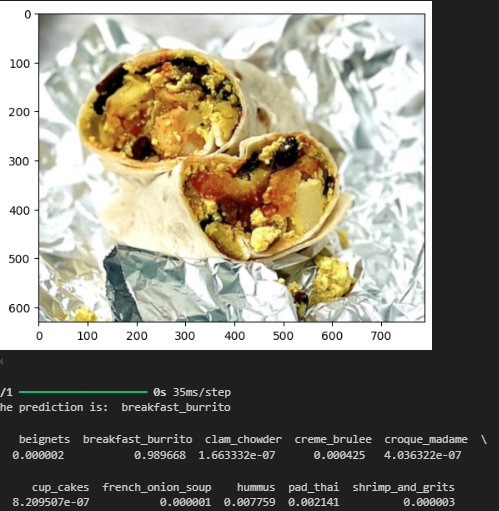 0
100
200
300
400
500
600
0 100 200 300 400 500 600 700
/1 0s 35ms/step
he prediction is: breakfast_burrito
beignets breakfast_burrito clam_chowder creme_brulee croque_madame \
0.000002 0.989668 1.663332e-07 0.000425 4.036322e-07
cup_cakes french_onion_soup hummus pad_thai shrimp_and_grits
8.209507e-07 0.000001 0.007759 0.002141 0.000003